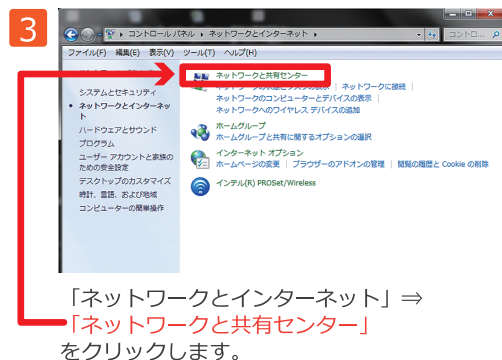 3
コントロール パネル ▸ ネットワークとインターネット ▸
コントロ...
ファイル(F) 編集(E) 表示(V) ツール(T) ヘルプ(H)
システムとセキュリティ
ネットワークとインターネッ
ト
ハードウェアとサウンド
プログラム
ユーザー アカウントと家族の
ための安全設定
デスクトップのカスタマイズ
時計、言語、および地域
コンピューターの簡単操作
ネットワークと共有センター
ネットワークの状態とタスクの表示 | ネットワークに接続 |
ネットワークのコンピューターとデバイスの表示 |
ネットワークへのワイヤレス デバイスの追加
ホームグループ
ホームグループと共有に関するオプションの選択
インターネット オプション
ホームページの変更 | ブラウザーのアドオンの管理 | 閲覧の履歴と Cookie の削除
インテル(R) PROSet/Wireless
「ネットワークとインターネット」⇒
「ネットワークと共有センター」
をクリックします。